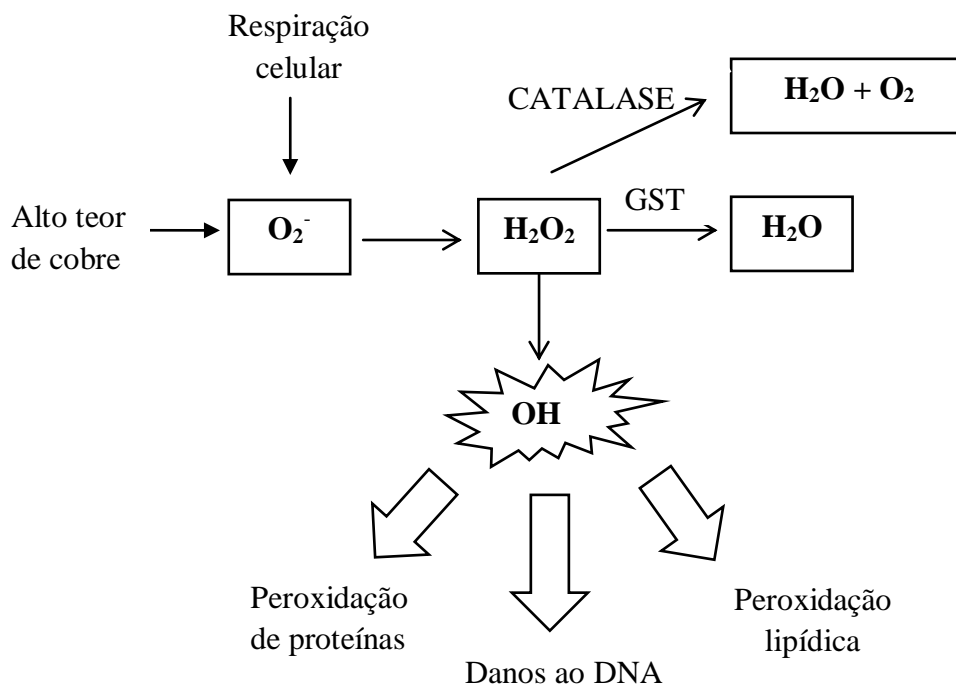 Respiração
celular
CATALASE
H₂O + O₂
Alto teor
de cobre
O₂⁻
H₂O₂
GST
H₂O
OH
Peroxidação
de proteínas
Danos ao DNA
Peroxidação
lipídica